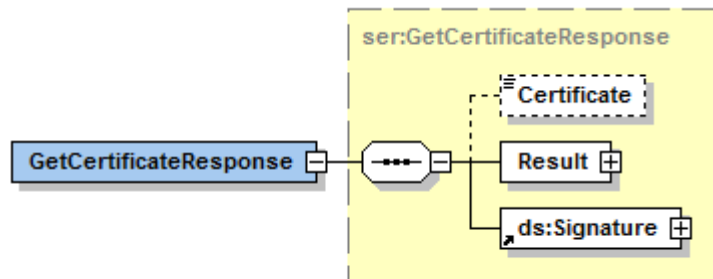 ser:GetCertificateResponse
Certificate
GetCertificateResponse
Result
ds:Signature